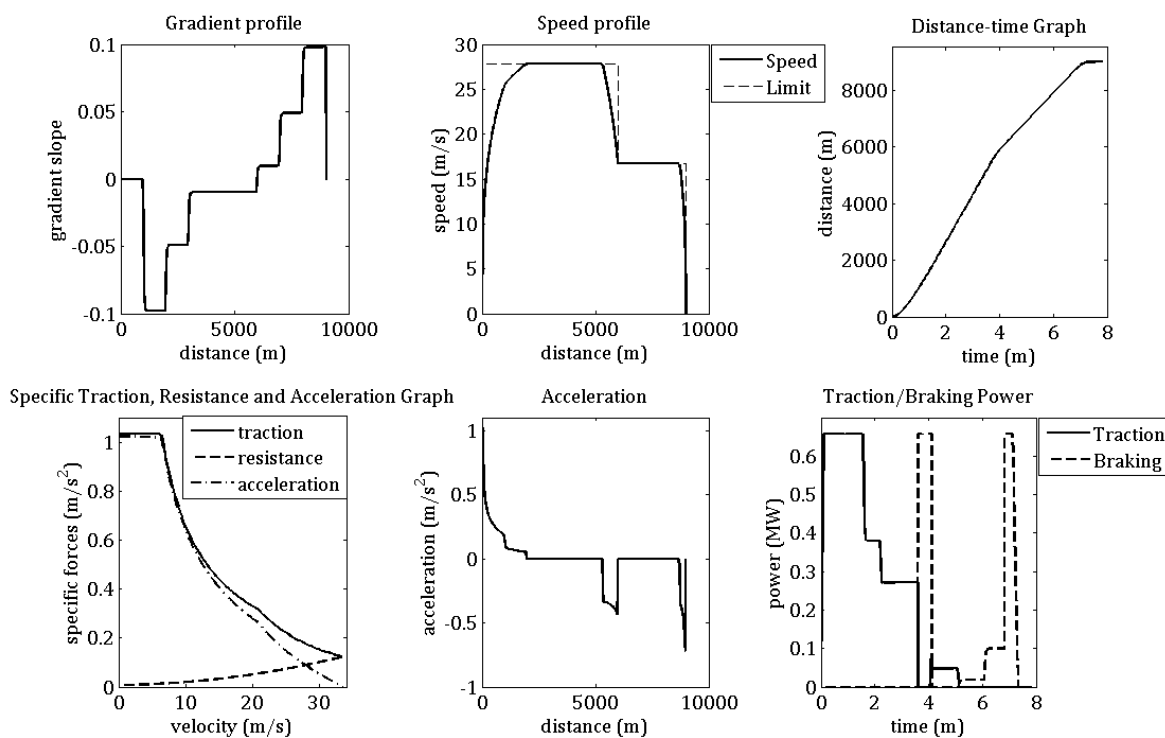 Gradient profile
0.1
0.05
0
-0.05
-0.1
0 5000 10000
gradient slope
distance (m)
Speed profile
30
25
20
15
10
5
0
0 5000 10000
speed (m/s)
distance (m)
Speed
Limit
Distance-time Graph
8000
6000
4000
2000
0
0 2 4 6 8
distance (m)
time (m)
Specific Traction, Resistance and Acceleration Graph
1
0.8
0.6
0.4
0.2
0
0 10 20 30
specific forces (m/s²)
velocity (m/s)
traction
resistance
acceleration
Acceleration
1
0.5
0
-0.5
-1
0 5000 10000
acceleration (m/s²)
distance (m)
Traction/Braking Power
0.6
0.5
0.4
0.3
0.2
0.1
0
0 2 4 6 8
power (MW)
time (m)
Traction
Braking